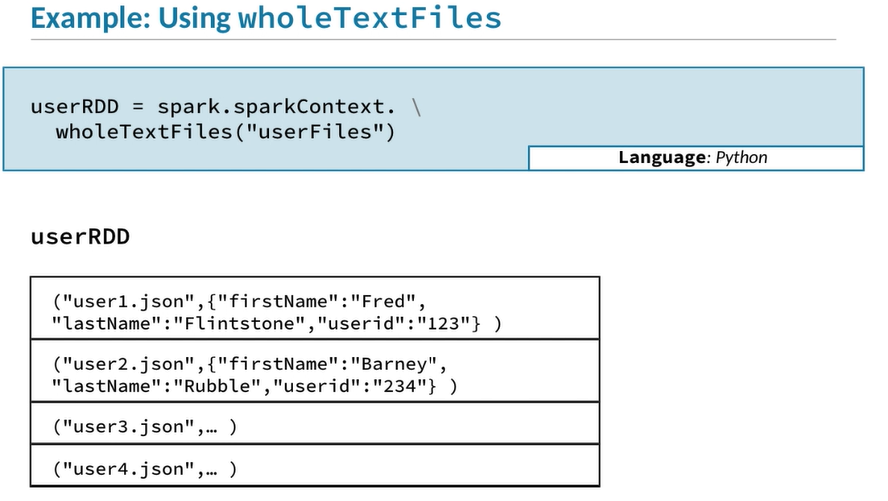 Example: Using wholeTextFiles
userRDD = spark.sparkContext. \
wholeTextFiles("userFiles")
Language: Python
userRDD
("user1.json",{"firstName":"Fred",
"lastName":"Flintstone","userid":"123"} )
("user2.json",{"firstName":"Barney",
"lastName":"Rubble","userid":"234"} )
("user3.json",… )
("user4.json",… )